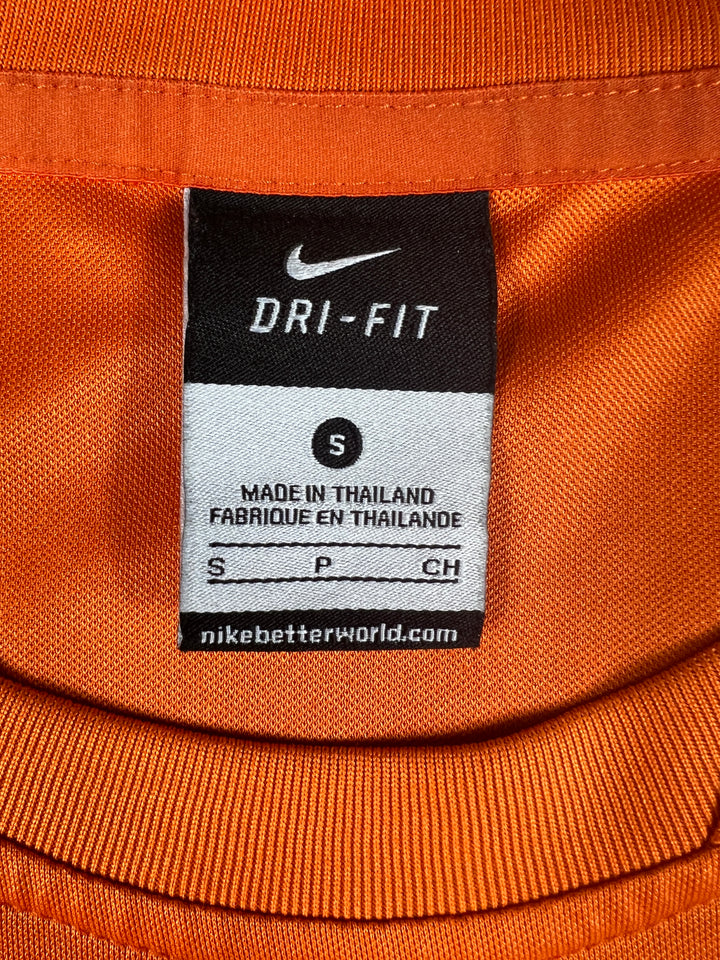 DRI-FIT
S
MADE IN THAILAND
FABRIQUE EN THAILANDE
S P CH
nikebetterworld.com